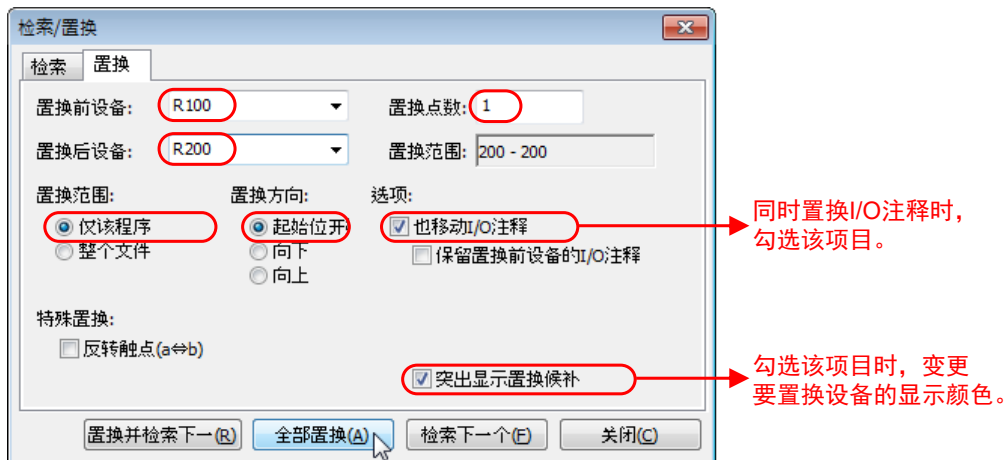 检索/置换
检索 置换
置换前设备: R100 置换点数: 1
置换后设备: R200 置换范围: 200 - 200
置换范围: 置换方向: 选项:
仅该程序 起始位开 也移动I/O注释
整个文件 向下 保留置换前设备的I/O注释
向上
同时置换I/O注释时，
勾选该项目。
特殊置换:
反转触点(a⇔b)
突出显示置换候补
勾选该项目时，变更
要置换设备的显示颜色。
置换并检索下一(R) 全部置换(A) 检索下一个(F) 关闭(C)